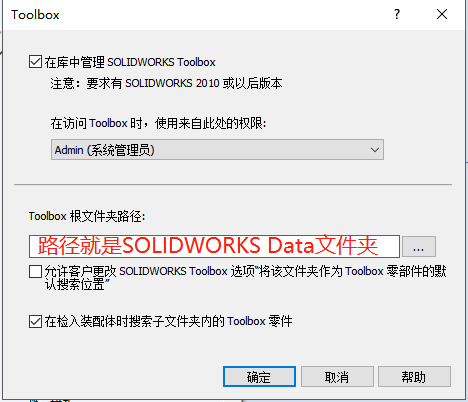 Toolbox
?
在库中管理 SOLIDWORKS Toolbox
注意：要求有 SOLIDWORKS 2010 或以后版本
在访问 Toolbox 时，使用来自此处的权限:
Admin (系统管理员)
Toolbox 根文件夹路径:
路径就是SOLIDWORKS Data文件夹
...
允许客户更改 SOLIDWORKS Toolbox 选项"将该文件夹作为 Toolbox 零部件的默
认搜索位置"
在检入装配体时搜索子文件夹内的 Toolbox 零件
确定 取消 帮助